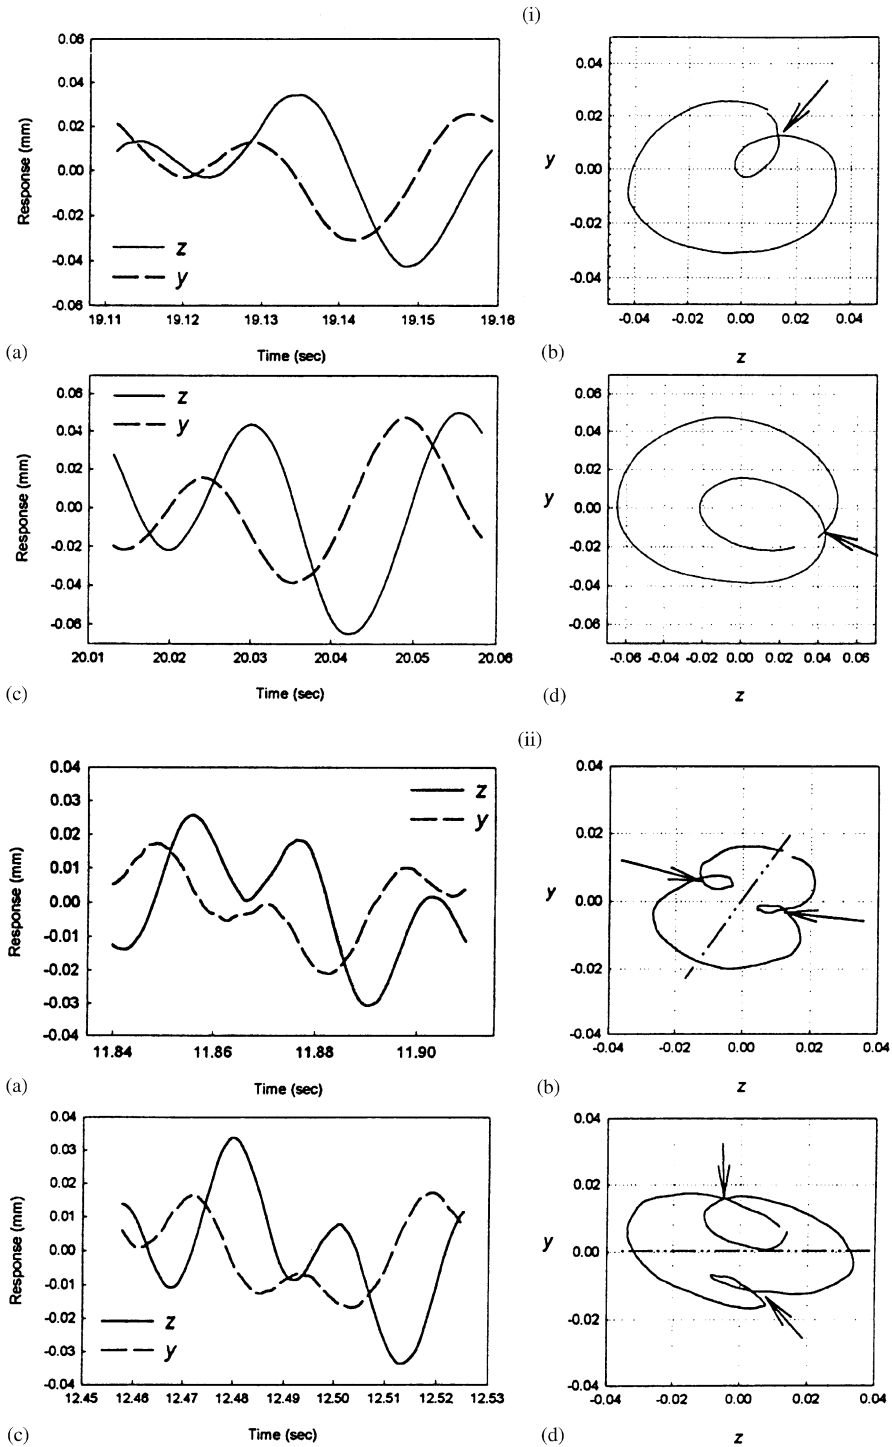 (i)
0.06
0.04
0.02
0.00
-0.02
-0.04
-0.06
Response (mm)
z
y
19.11 19.12 19.13 19.14 19.15 19.16
Time (sec)
(a)
0.04
0.02
0.00
-0.02
-0.04
y
-0.04 -0.02 0.00 0.02 0.04
z
(b)
0.06
0.04
0.02
0.00
-0.02
-0.04
-0.06
Response (mm)
z
y
20.01 20.02 20.03 20.04 20.05 20.06
Time (sec)
(c)
0.06
0.04
0.02
0.00
-0.02
-0.04
-0.06
y
-0.06 -0.04 -0.02 0.00 0.02 0.04 0.06
z
(d)
(ii)
0.04
0.03
0.02
0.01
0.00
-0.01
-0.02
-0.03
-0.04
Response (mm)
z
y
11.84 11.86 11.88 11.90
Time (sec)
(a)
0.04
0.02
0.00
-0.02
-0.04
y
-0.04 -0.02 0.00 0.02 0.04
z
(b)
0.04
0.03
0.02
0.01
0.00
-0.01
-0.02
-0.03
-0.04
Response (mm)
z
y
12.45 12.46 12.47 12.48 12.49 12.50 12.51 12.52 12.53
Time (sec)
(c)
0.04
0.02
0.00
-0.02
-0.04
y
-0.04 -0.02 0.00 0.02 0.04
z
(d)